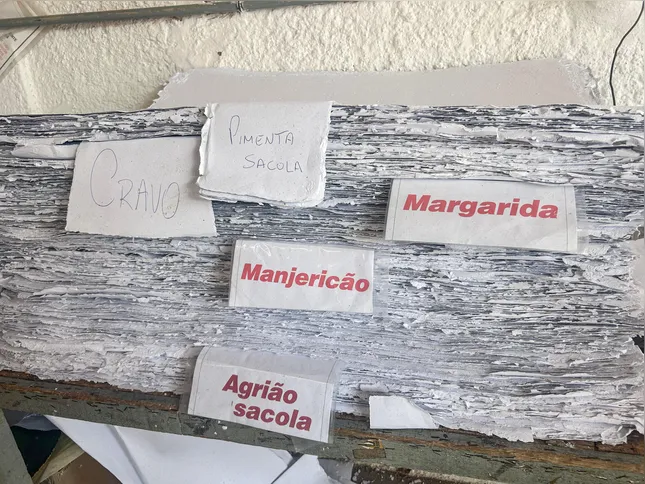 Pimenta
Sacola
Cravo
Margarida
Manjericão
Agrião
sacola